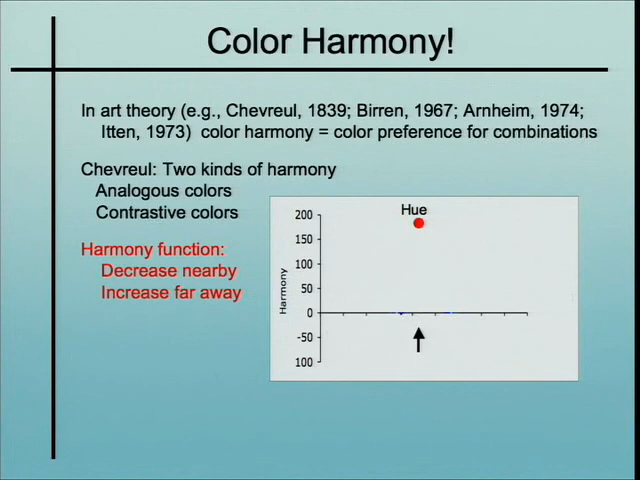 Color Harmony!
In art theory (e.g., Chevreul, 1839; Birren, 1967; Arnheim, 1974;
Itten, 1973) color harmony = color preference for combinations
Chevreul: Two kinds of harmony
Analogous colors
Contrastive colors
Harmony function:
Decrease nearby
Increase far away
Hue
Harmony
200
150
100
50
0
-50
100